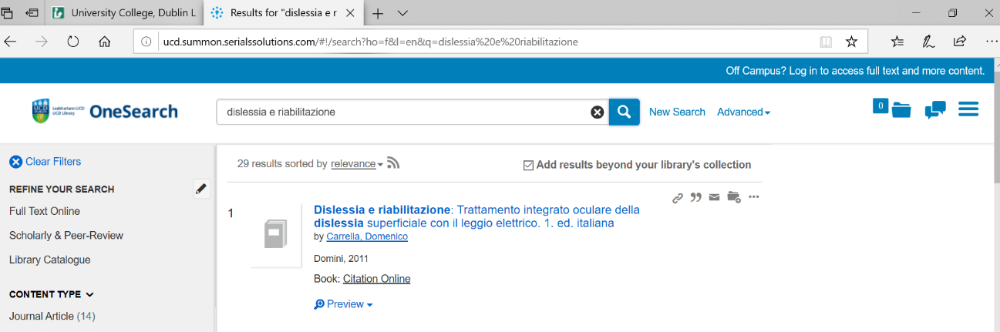 University College, Dublin L
Results for "dislessia e r
ucd.summon.serialssolutions.com/#!/search?ho=f&l=en&q=dislessia%20e%20riabilitazione
Off Campus? Log in to access full text and more content.
UCD
DUBLIN
Leabharlann UCD
UCD Library
OneSearch
dislessia e riabilitazione
New Search
Advanced
0
Clear Filters
REFINE YOUR SEARCH
Full Text Online
Scholarly & Peer-Review
Library Catalogue
CONTENT TYPE
Journal Article (14)
29 results sorted by relevance
Add results beyond your library's collection
1
Dislessia e riabilitazione: Trattamento integrato oculare della
dislessia superficiale con il leggio elettrico. 1. ed. italiana
by Carrella, Domenico
Domini, 2011
Book: Citation Online
Preview